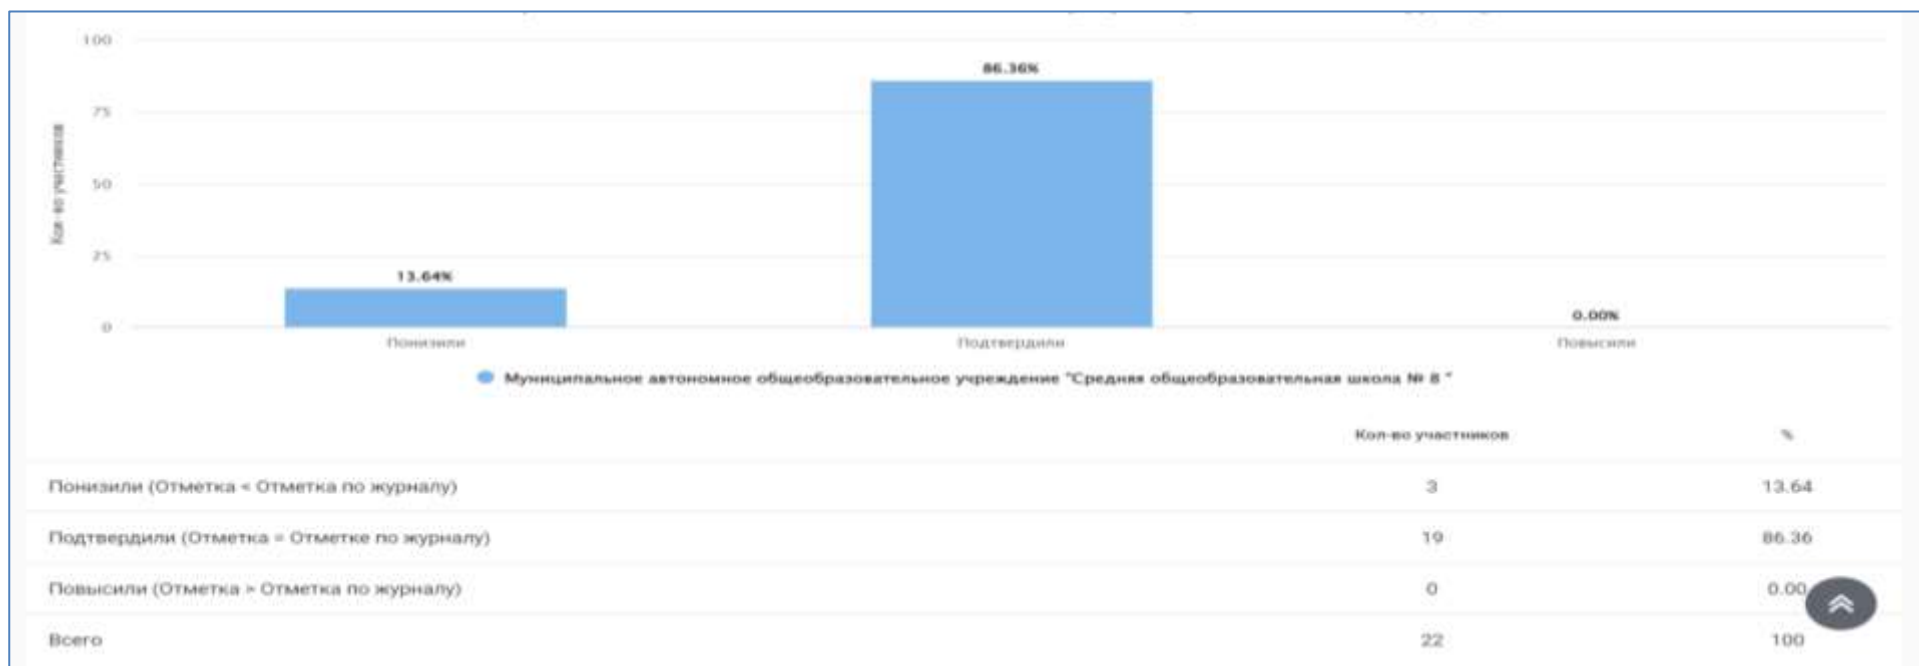 100
86.36%
75
Кол-во участников
50
25
13.64%
0
0.00%
Понизили
Подтвердили
Повысили
Муниципальное автономное общеобразовательное учреждение "Средняя общеобразовательная школа № 8 "
Кол-во участников %
Понизили (Отметка < Отметка по журналу) 3 13.64
Подтвердили (Отметка = Отметке по журналу) 19 86.36
Повысили (Отметка > Отметка по журналу) 0 0.00
Всего 22 100